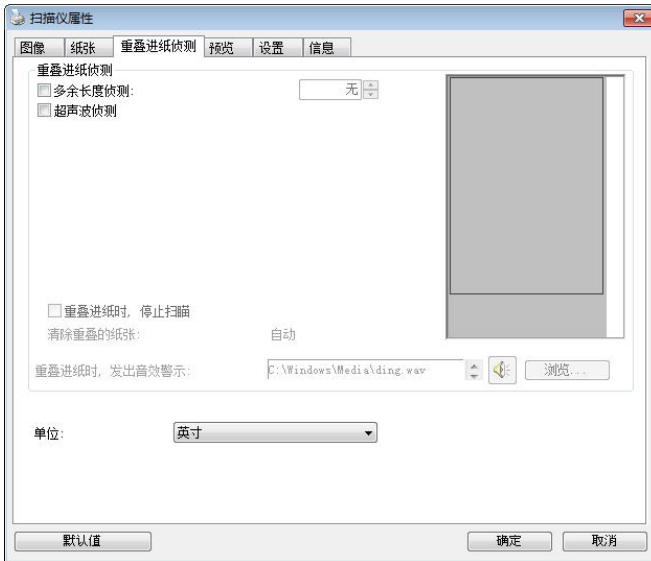 扫描仪属性
图像 纸张 重叠进纸侦测 预览 设置 信息
重叠进纸侦测
多余长度侦测: 无
超声波侦测
重叠进纸时, 停止扫瞄
清除重叠的纸张: 自动
重叠进纸时, 发出音效警示: C:\Windows\Media\ding.wav 浏览...
单位: 英寸
默认值 确定 取消